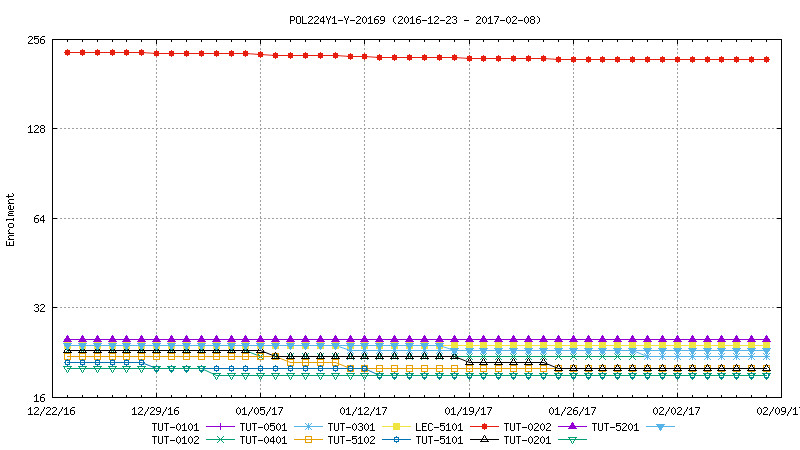 POL224Y1-Y-20169 (2016-12-23 - 2017-02-08)
256
128
64
32
16
Enrolment
12/22/16 12/29/16 01/05/17 01/12/17 01/19/17 01/26/17 02/02/17 02/09/17
TUT-0101 TUT-0501 TUT-0301 LEC-5101 TUT-0202 TUT-5201
TUT-0102 TUT-0401 TUT-5102 TUT-5101 TUT-0201